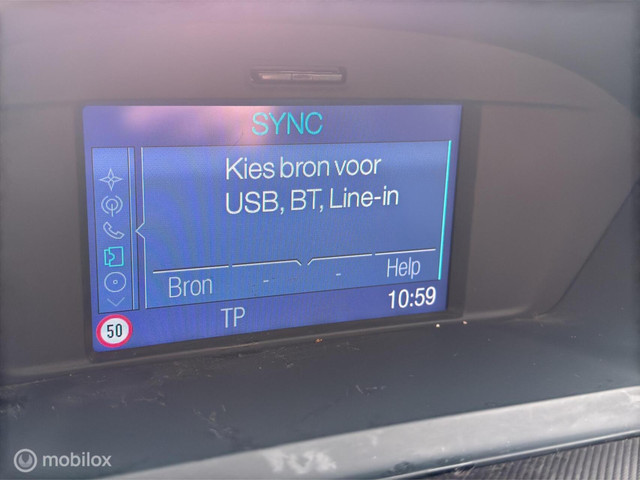 SYNC
Kies bron voor
USB, BT, Line-in
Bron - - Help
50 TP 10:59
mobilox